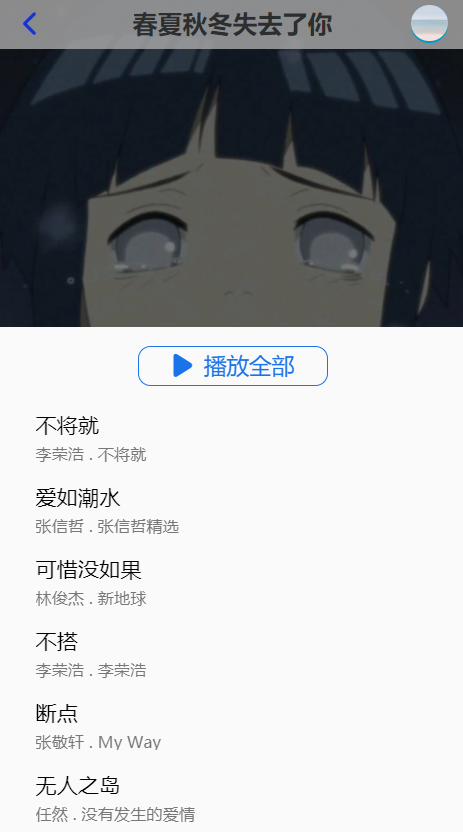 春夏秋冬失去了你
播放全部
不将就
李荣浩 . 不将就
爱如潮水
张信哲 . 张信哲精选
可惜没如果
林俊杰 . 新地球
不搭
李荣浩 . 李荣浩
断点
张敬轩 . My Way
无人之岛
任然 . 没有发生的爱情